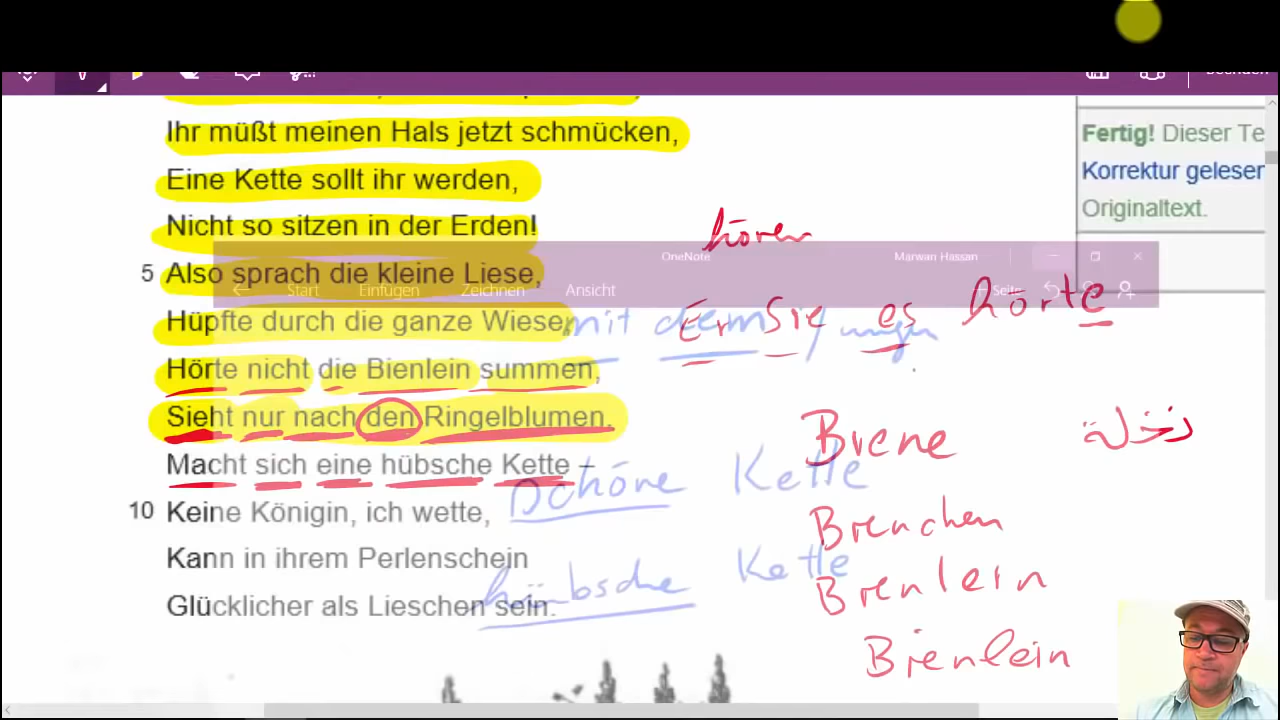 Beenden
Ihr müßt meinen Hals jetzt schmücken,
Eine Kette sollt ihr werden,
Nicht so sitzen in der Erden!
5 Also sprach die kleine Liese,
Hüpfte durch die ganze Wiese,
Hörte nicht die Bienlein summen,
Sieht nur nach den Ringelblumen.
Macht sich eine hübsche Kette –
10 Keine Königin, ich wette,
Kann in ihrem Perlenschein
Glücklicher als Lieschen sein.
Fertig! Dieser Te
Korrektur gelesen
Originaltext.
OneNote
Marwan Hassan
Start Einfügen Zeichnen Ansicht
Seite
hören
Er Sie es hörte
mit deem
Biene
Bienchen
Bienlein
Bienlein
schöne Kette
hübsche Kette